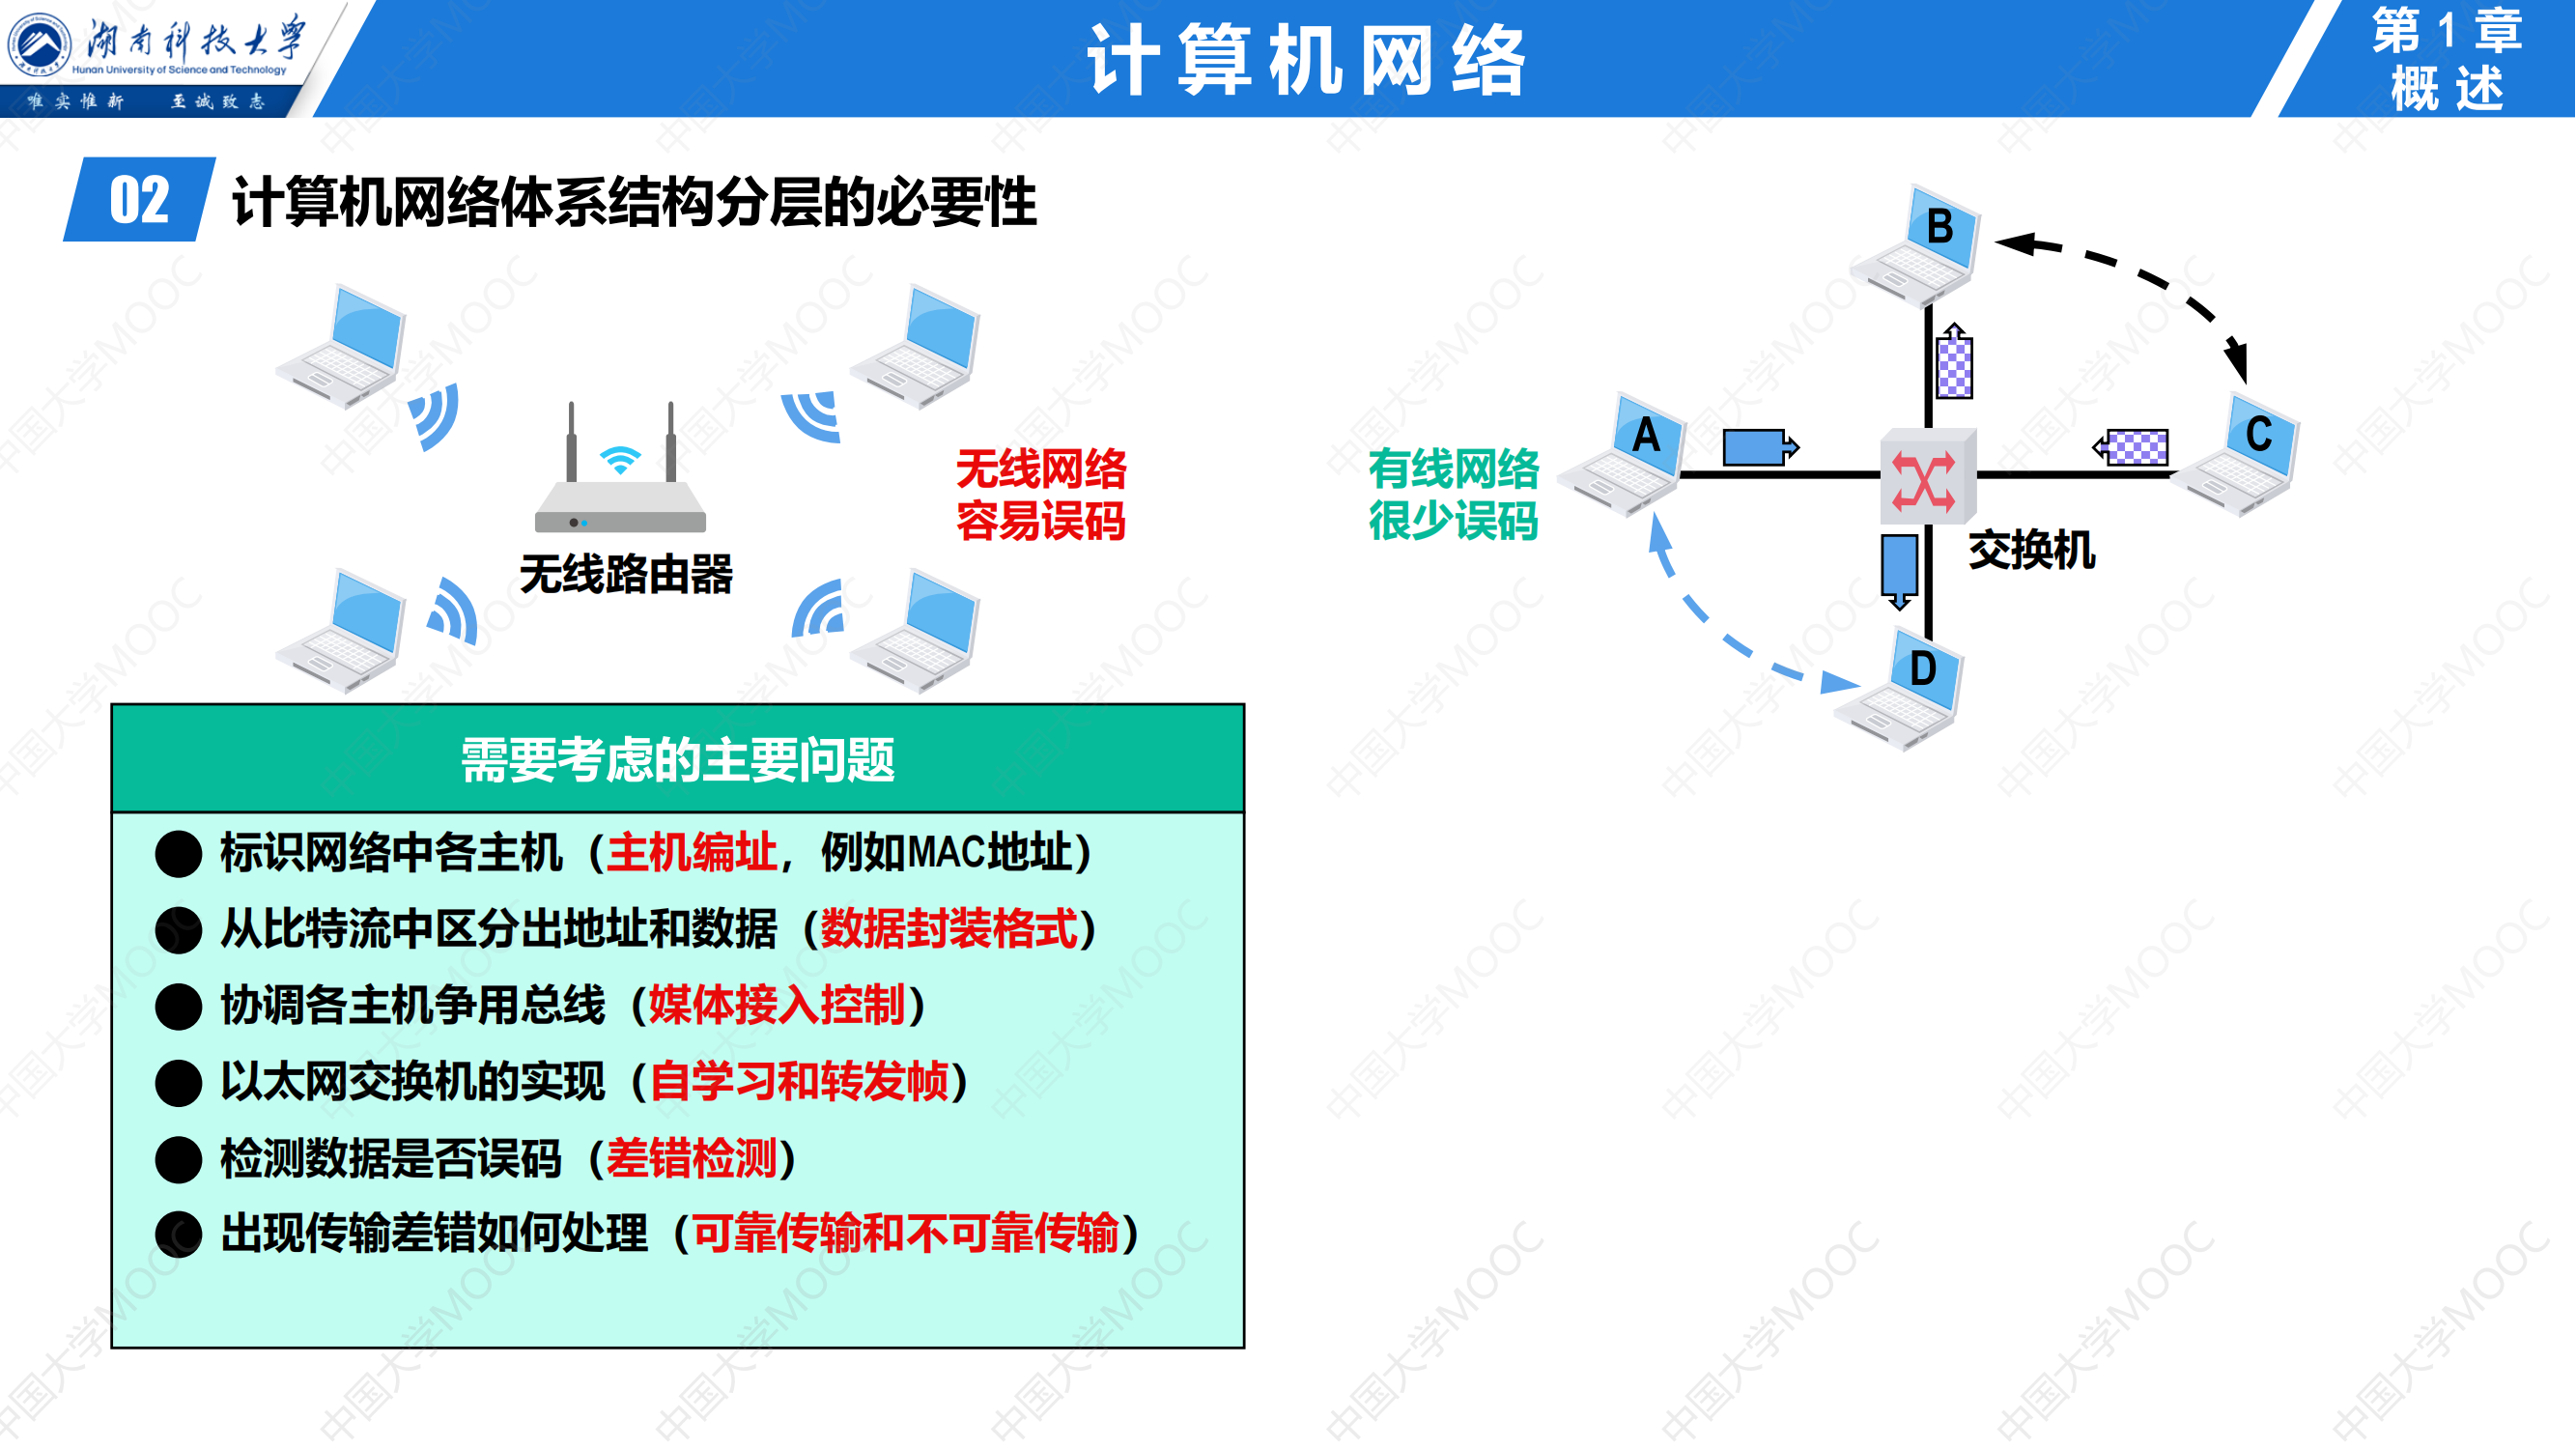 湖南科技大学
Hunan University of Science and Technology
唯实惟新 至诚致志
计算机网络
第1章
概述
02
计算机网络体系结构分层的必要性
无线路由器
无线网络
容易误码
有线网络
很少误码
A
B
C
D
交换机
需要考虑的主要问题
标识网络中各主机（主机编址，例如MAC地址）
从比特流中区分出地址和数据（数据封装格式）
协调各主机争用总线（媒体接入控制）
以太网交换机的实现（自学习和转发帧）
检测数据是否误码（差错检测）
出现传输差错如何处理（可靠传输和不可靠传输）
中国大学MOOC